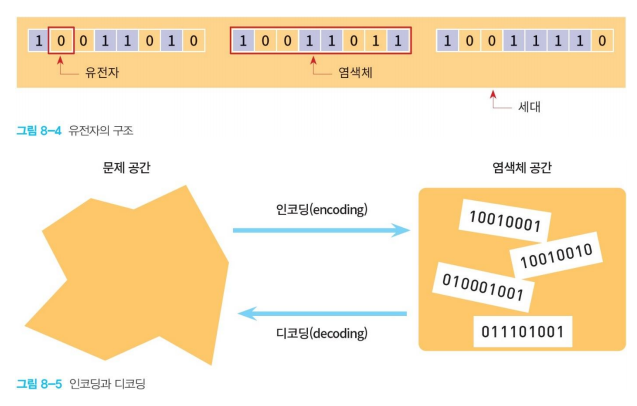 1 0 0 1 1 0 1 0 1 0 0 1 1 0 1 1 1 0 0 1 1 1 1 0
유전자 염색체
세대
그림 8-4 유전자의 구조
문제 공간 염색체 공간
인코딩(encoding)
10010001
10010010
010001001
디코딩(decoding)
011101001
그림 8-5 인코딩과 디코딩